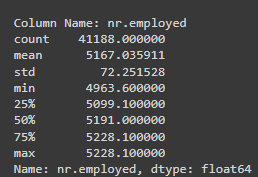 Column Name: nr.employed
count    41188.000000
mean      5167.035911
std         72.251528
min       4963.600000
25%       5099.100000
50%       5191.000000
75%       5228.100000
max       5228.100000
Name: nr.employed, dtype: float64